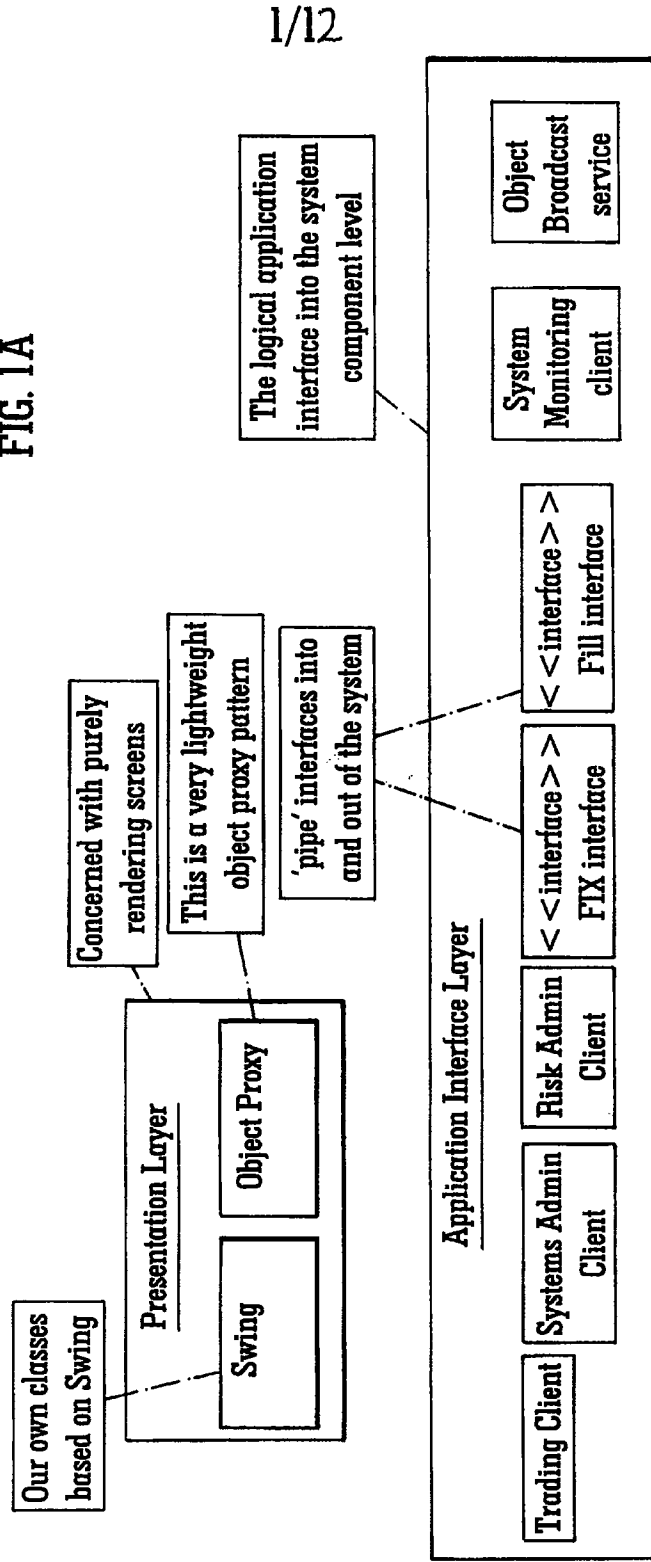 1/12
FIG. 1A
Our own classes
based on Swing
Concerned with purely
rendering screens
This is a very lightweight
object proxy pattern
'pipe' interfaces into
and out of the system
The logical application
interface into the system
component level
Presentation Layer
Swing
Object Proxy
Application Interface Layer
Trading Client
Systems Admin
Client
Risk Admin
Client
<<interface>>
FIX interface
<<interface>>
Fill interface
System
Monitoring
client
Object
Broadcast
service